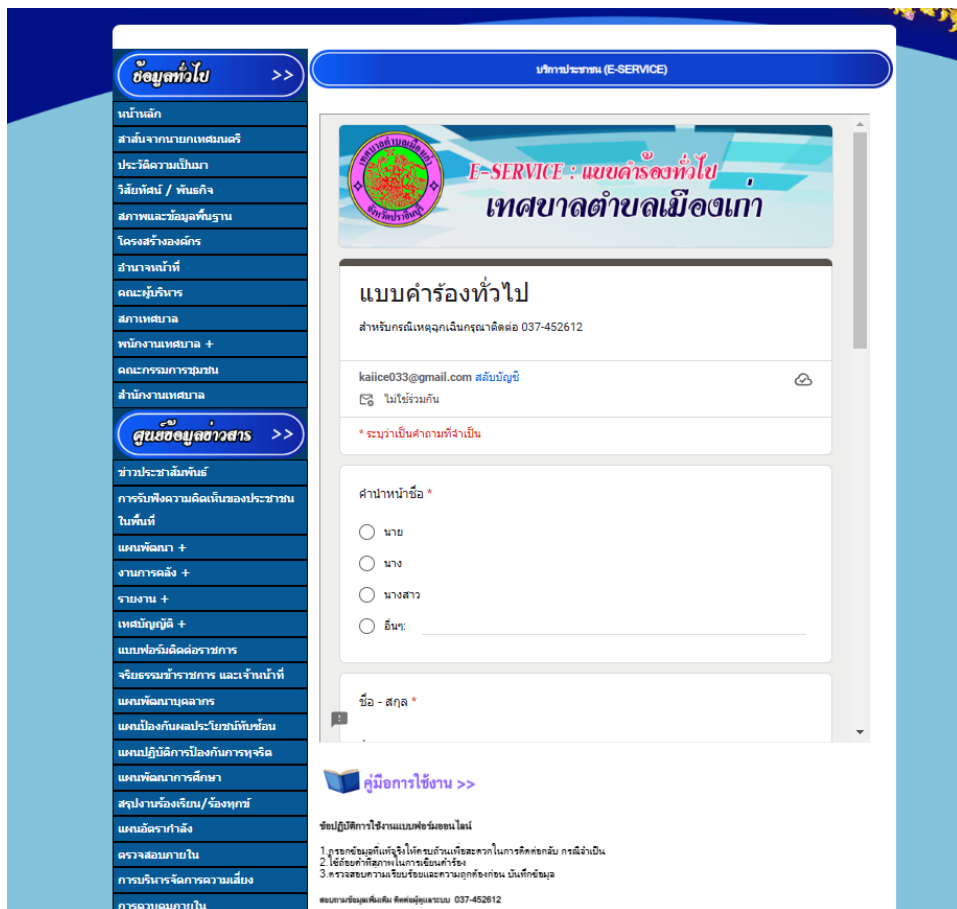 ข้อมูลทั่วไป >>
หน้าหลัก
สาส์นจากนายกเทศมนตรี
ประวัติความเป็นมา
วิสัยทัศน์ / พันธกิจ
สภาพและข้อมูลพื้นฐาน
โครงสร้างองค์กร
อำนาจหน้าที่
คณะผู้บริหาร
สภาเทศบาล
พนักงานเทศบาล +
คณะกรรมการชุมชน
สำนักงานเทศบาล
ศูนย์ข้อมูลข่าวสาร >>
ข่าวประชาสัมพันธ์
การรับฟังความคิดเห็นของประชาชน
ในพื้นที่
แผนพัฒนา +
งานการคลัง +
รายงาน +
เทศบัญญัติ +
แบบฟอร์มติดต่อราชการ
จริยธรรมข้าราชการ และเจ้าหน้าที่
แผนพัฒนาบุคลากร
แผนป้องกันผลประโยชน์ทับซ้อน
แผนปฏิบัติการป้องกันการทุจริต
แผนพัฒนาการศึกษา
สรุปงานร้องเรียน/ร้องทุกข์
แผนอัตรากำลัง
ตรวจสอบภายใน
การบริหารจัดการความเสี่ยง
การควบคุมภายใน
บริการประชาชน (E-SERVICE)
เทศบาลตำบลเมืองเก่า
จังหวัดปราจีนบุรี
E-SERVICE : แบบคำร้องทั่วไป
เทศบาลตำบลเมืองเก่า
แบบคำร้องทั่วไป
สำหรับกรณีเหตุฉุกเฉินกรุณาติดต่อ 037-452612
kaiice033@gmail.com สลับบัญชี
ไม่ใช้ร่วมกัน
* ระบุว่าเป็นคำถามที่จำเป็น
คำนำหน้าชื่อ *
นาย
นาง
นางสาว
อื่นๆ:
ชื่อ - สกุล *
คู่มือการใช้งาน >>
ข้อปฏิบัติการใช้งานแบบฟอร์มออนไลน์
1.กรอกข้อมูลที่แท้จริงให้ครบถ้วนเพื่อสะดวกในการติดต่อกลับ กรณีจำเป็น
2.ใช้ถ้อยคำที่สุภาพในการเขียนคำร้อง
3.ตรวจสอบความเรียบร้อยและความถูกต้องก่อน บันทึกข้อมูล
สอบถามข้อมูลเพิ่มเติม ติดต่อผู้ดูแลระบบ 037-452612